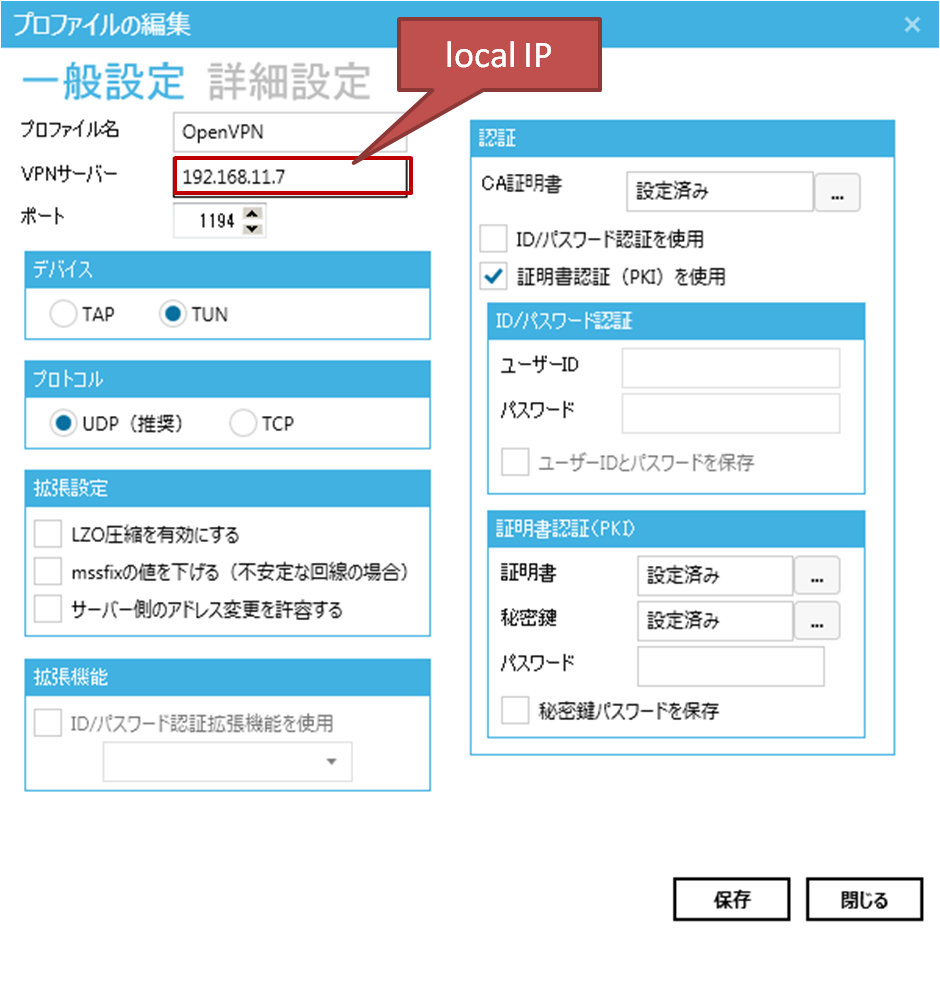 プロファイルの編集
local IP
一般設定 詳細設定
プロファイル名 OpenVPN
VPNサーバー 192.168.11.7
ポート 1194
デバイス
TAP TUN
プロトコル
UDP（推奨） TCP
拡張設定
LZO圧縮を有効にする
mssfixの値を下げる（不安定な回線の場合）
サーバー側のアドレス変更を許容する
拡張機能
ID/パスワード認証拡張機能を使用
認証
CA証明書 設定済み ...
ID/パスワード認証を使用
証明書認証（PKI）を使用
ID/パスワード認証
ユーザーID
パスワード
ユーザーIDとパスワードを保存
証明書認証(PKI)
証明書 設定済み ...
秘密鍵 設定済み ...
パスワード
秘密鍵パスワードを保存
保存 閉じる